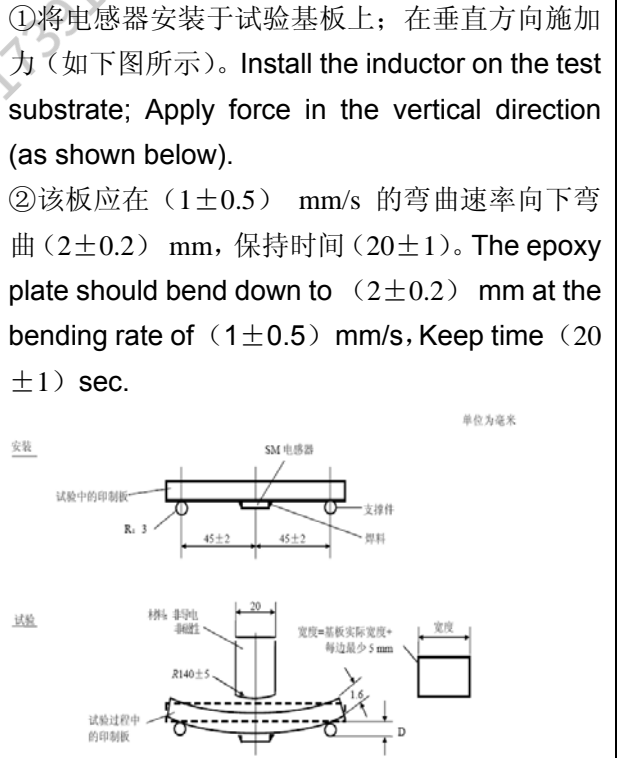 ①将电感器安装于试验基板上；在垂直方向施加
力（如下图所示）。Install the inductor on the test
substrate; Apply force in the vertical direction
(as shown below).
②该板应在（1±0.5） mm/s 的弯曲速率向下弯
曲（2±0.2） mm，保持时间（20±1）。The epoxy
plate should bend down to （2±0.2） mm at the
bending rate of （1±0.5）mm/s，Keep time （20
±1）sec.
单位为毫米
安装
SM 电感器
试验中的印制板
支撑件
R：3
45±2
45±2
焊料
试验
材料：非导电
非磁性
20
宽度=基板实际宽度+
每边最少 5 mm
宽度
R140±5
1.6
试验过程中
的印制板
D